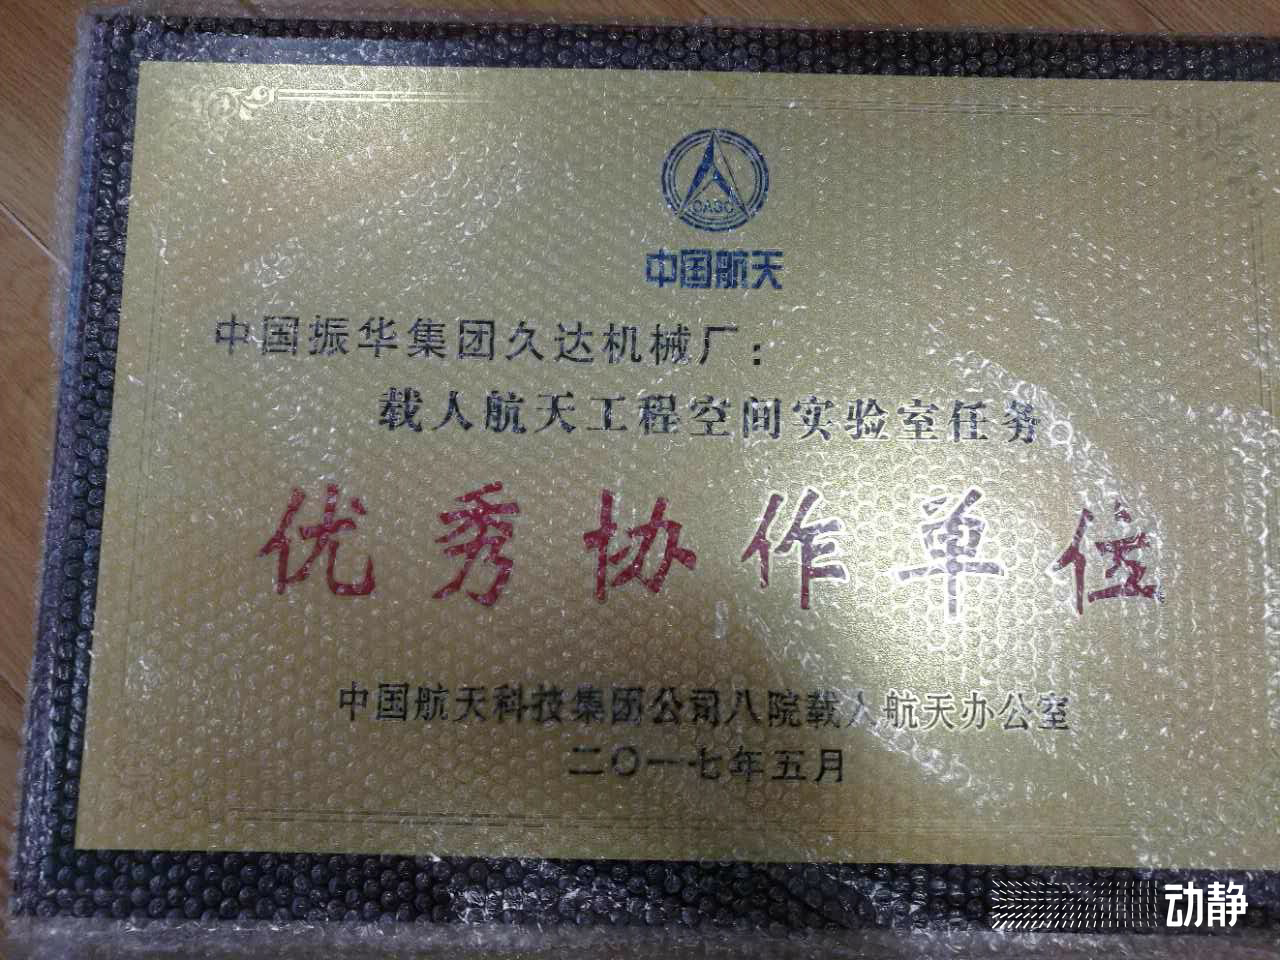 CASC
中国航天
中国振华集团久达机械厂：
载人航天工程空间实验室任务
优秀协作单位
中国航天科技集团公司八院载人航天办公室
二〇一七年五月
动静